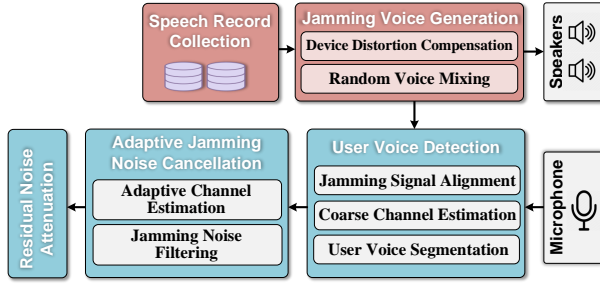 Speech Record
Collection
Jamming Voice Generation
Device Distortion Compensation
Random Voice Mixing
Speakers
Residual Noise
Attenuation
Adaptive Jamming
Noise Cancellation
Adaptive Channel
Estimation
Jamming Noise
Filtering
User Voice Detection
Jamming Signal Alignment
Coarse Channel Estimation
User Voice Segmentation
Microphone